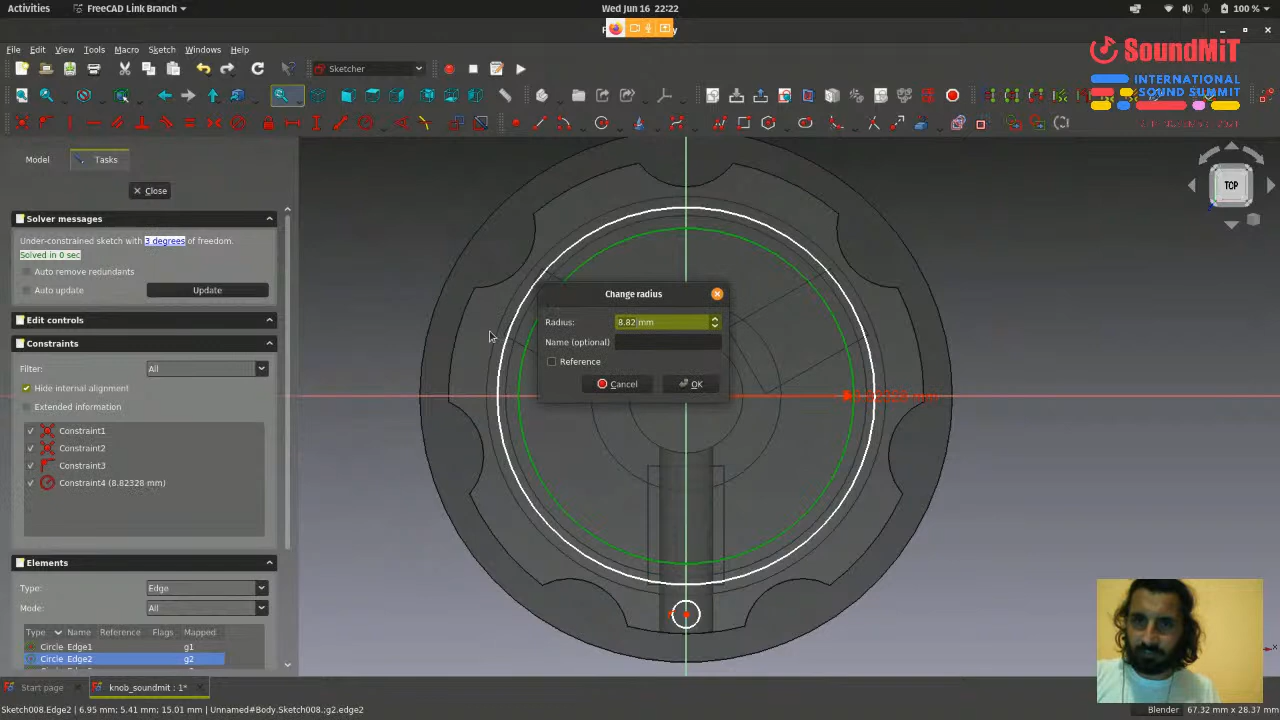 Activities
FreeCAD Link Branch
Wed Jun 16 22:22
100 %
File Edit View Tools Macro Sketch Windows Help
SoundMiT
Sketcher
INTERNATIONAL
SOUND SUMMIT
Model
Tasks
TOP
Close
Solver messages
Under-constrained sketch with 3 degrees of freedom.
Solved in 0 sec
Auto remove redundants
Auto update
Update
Change radius
Radius: 8.82 mm
Edit controls
Name (optional)
Constraints
Reference
Filter: All
Cancel
OK
Hide internal alignment
Extended information
Constraint1
Constraint2
Constraint3
Constraint4 (8.82328 mm)
Elements
Type: Edge
Mode: All
Type Name Reference Flags Mapped
Circle Edge1 g1
Circle Edge2 g2
Start page
knob_soundmit : 1*
Sketch008.Edge2 | 6.95 mm; 5.41 mm; 15.01 mm | Unnamed#Body.Sketch008.;g2.edge2
Blender
67.32 mm x 28.37 mm